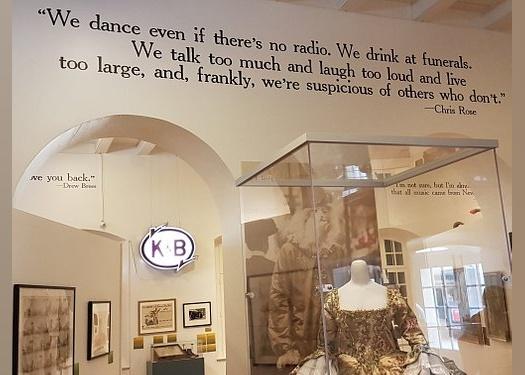 “We dance even if there’s no radio. We drink at funerals.
We talk too much and laugh too loud and live
too large, and, frankly, we’re suspicious of others who don’t.”
—Chris Rose
ve you back.”
—Drew Brees
“I’m not sure, but I’m
that all music came from New
K&B